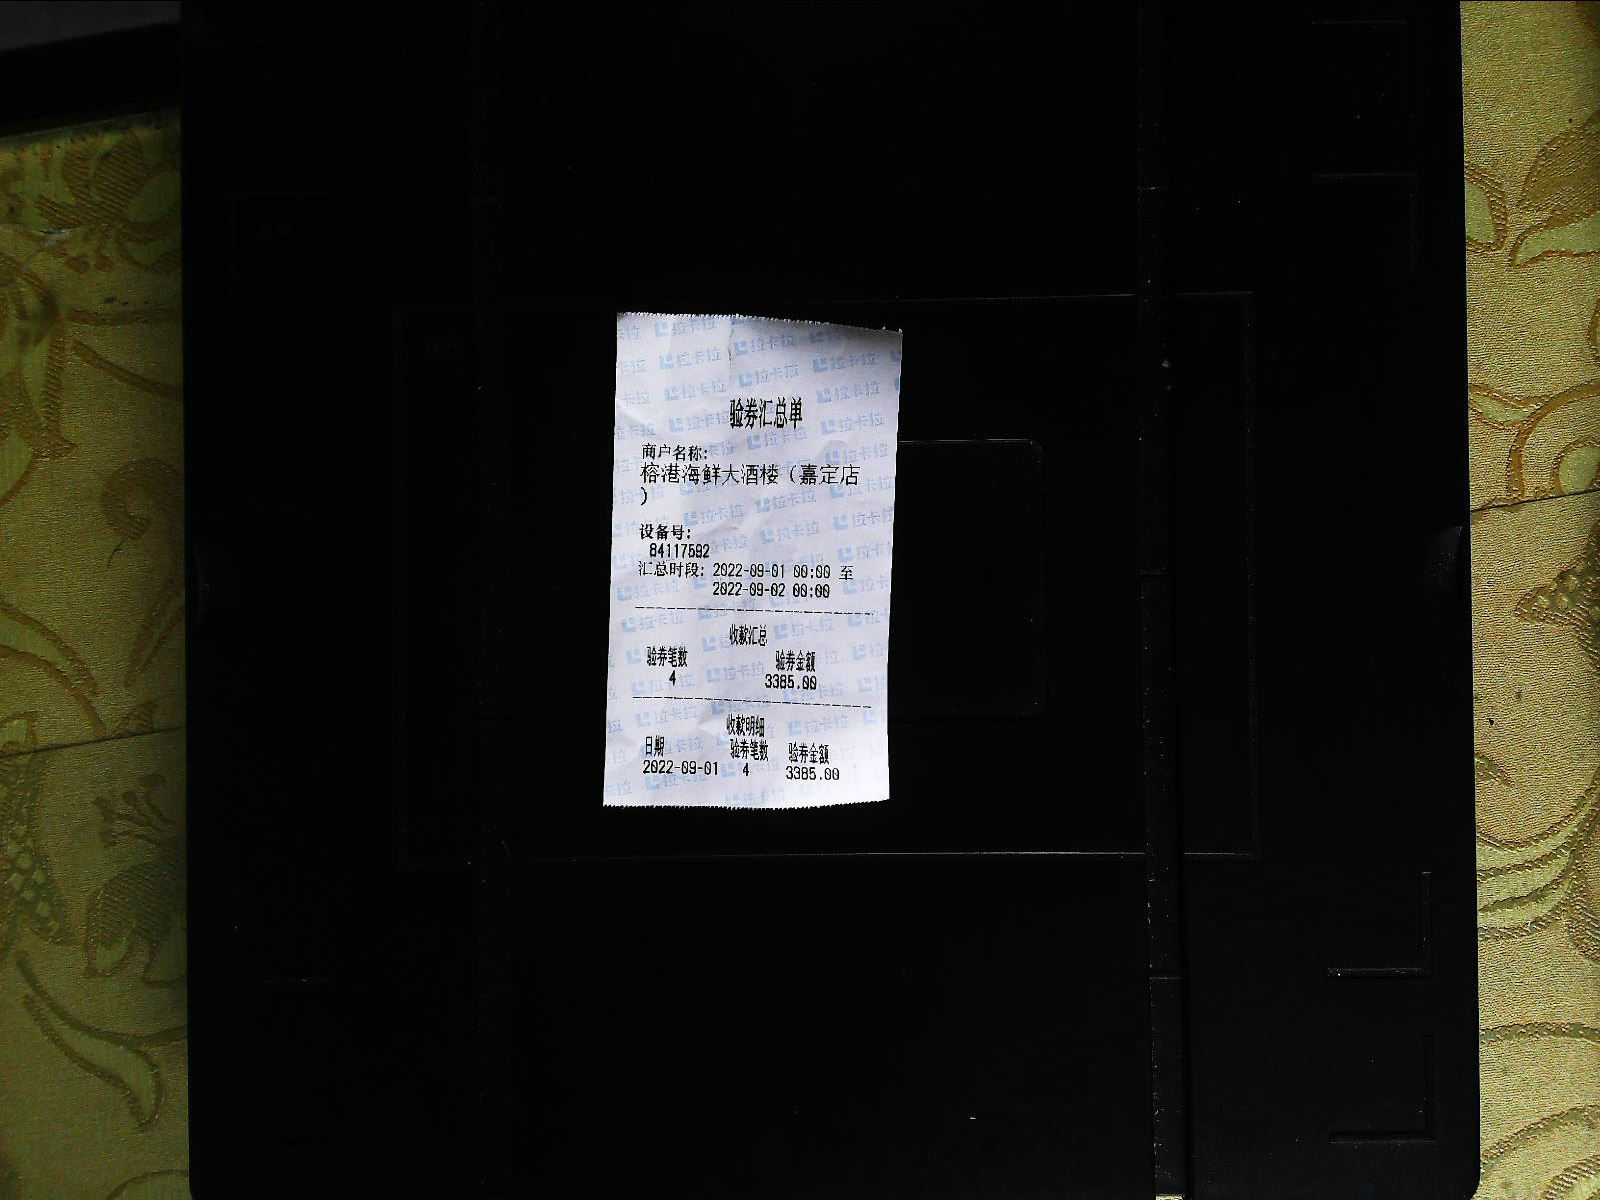 验券汇总单
商户名称:
榕港海鲜大酒楼（嘉定店
）
设备号:
84117592
汇总时段: 2022-09-01 00:00 至
2022-09-02 00:00
收款汇总
验券笔数 验券金额
4 3385.00
收款明细
日期 验券笔数 验券金额
2022-09-01 4 3385.00
拉卡拉